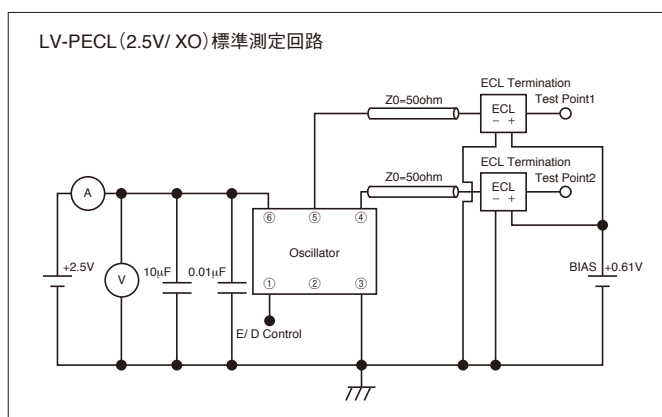 LV-PECL(2.5V/ XO)標準測定回路
ECL Termination
Z0=50ohm
ECL
− +
Test Point1
ECL Termination
Z0=50ohm
ECL
− +
Test Point2
A
⑥ ⑤ ④
Oscillator
+2.5V
V
10μF
0.01μF
① ② ③
BIAS
+0.61V
E/ D Control